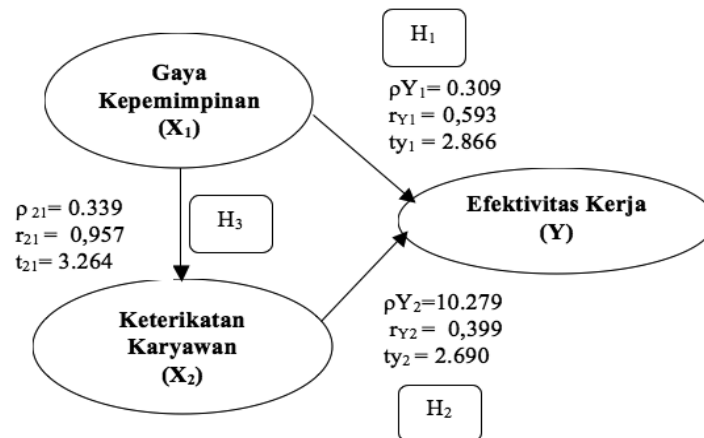 H₁
Gaya
Kepemimpinan
(X₁)
ρY₁= 0.309
rY₁ = 0,593
ty₁ = 2.866
ρ ₂₁= 0.339
r₂₁ = 0,957
t₂₁= 3.264
H₃
Efektivitas Kerja
(Y)
Keterikatan
Karyawan
(X₂)
ρY₂=10.279
rY₂ = 0,399
ty₂ = 2.690
H₂